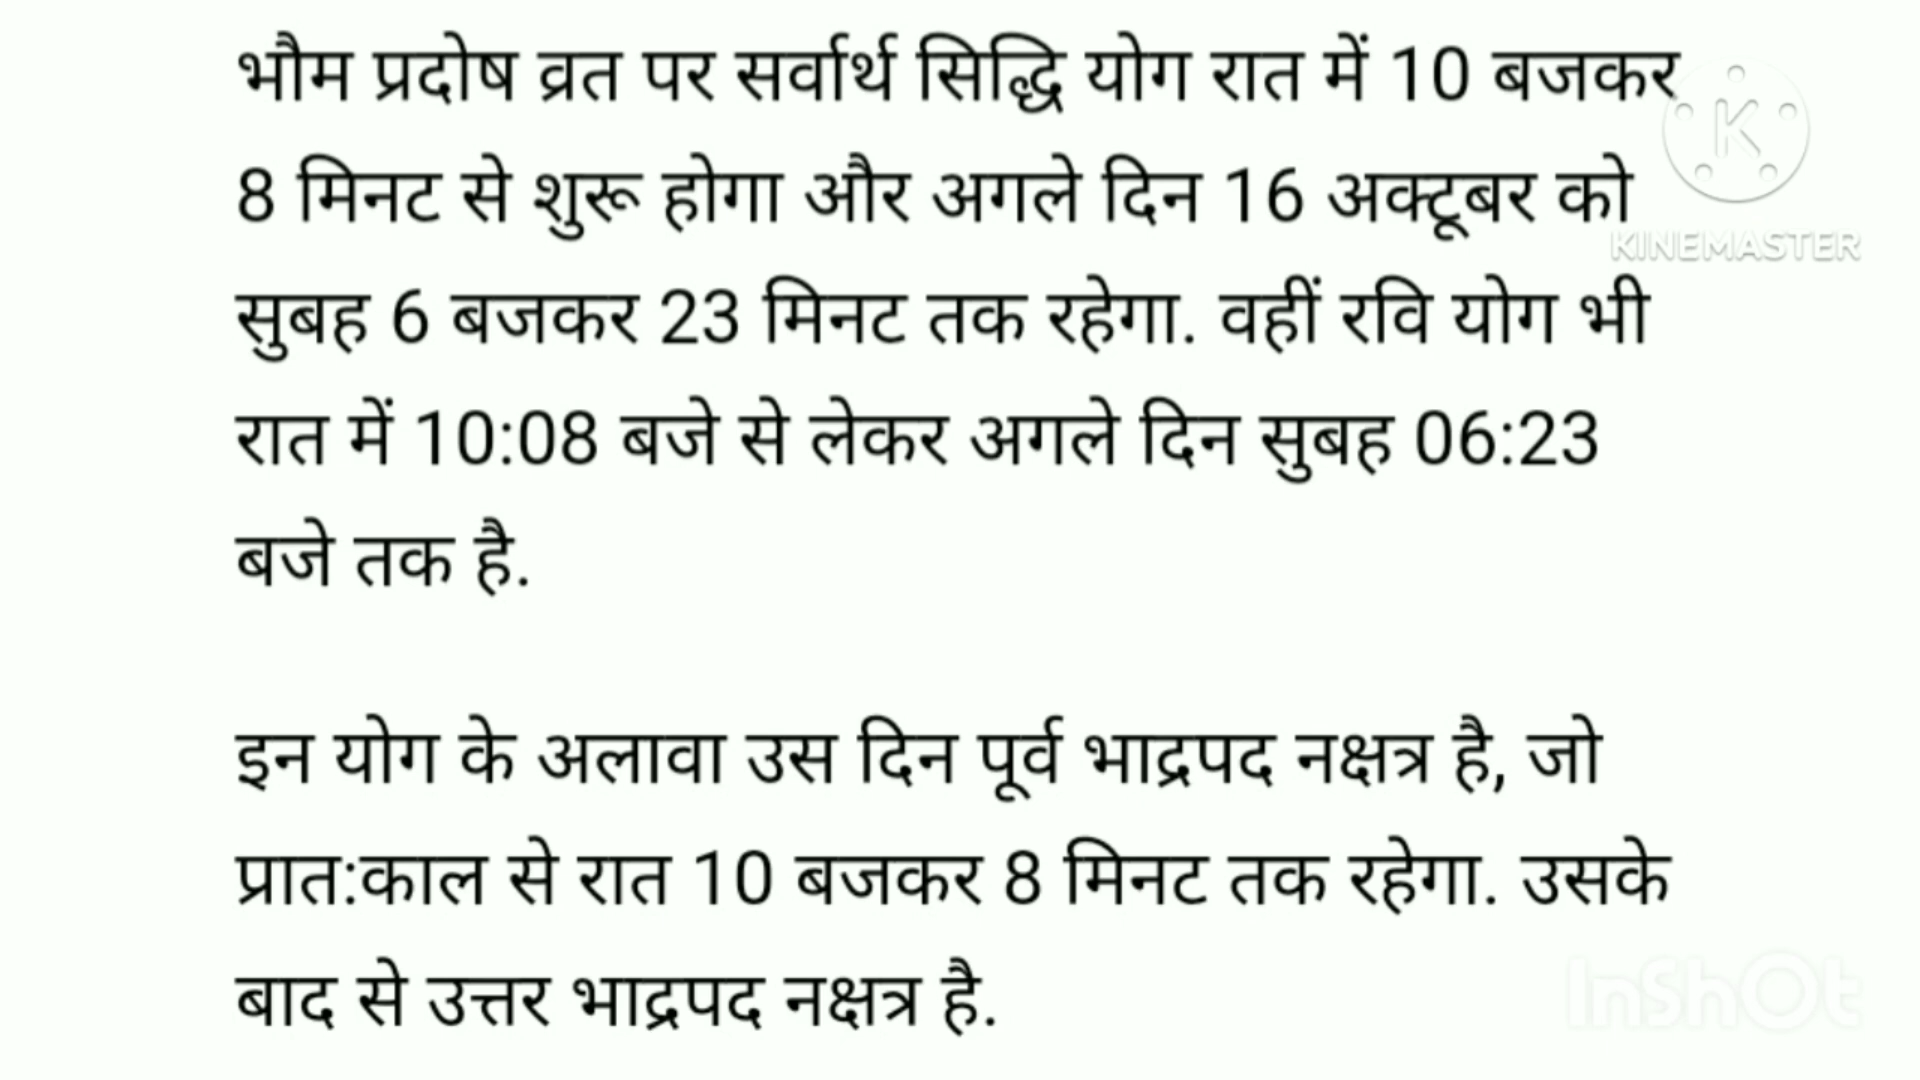 भौम प्रदोष व्रत पर सर्वार्थ सिद्धि योग रात में 10 बजकर
8 मिनट से शुरू होगा और अगले दिन 16 अक्टूबर को
सुबह 6 बजकर 23 मिनट तक रहेगा. वहीं रवि योग भी
रात में 10:08 बजे से लेकर अगले दिन सुबह 06:23
बजे तक है.
इन योग के अलावा उस दिन पूर्व भाद्रपद नक्षत्र है, जो
प्रात:काल से रात 10 बजकर 8 मिनट तक रहेगा. उसके
बाद से उत्तर भाद्रपद नक्षत्र है.
K
KINEMASTER
InShOt